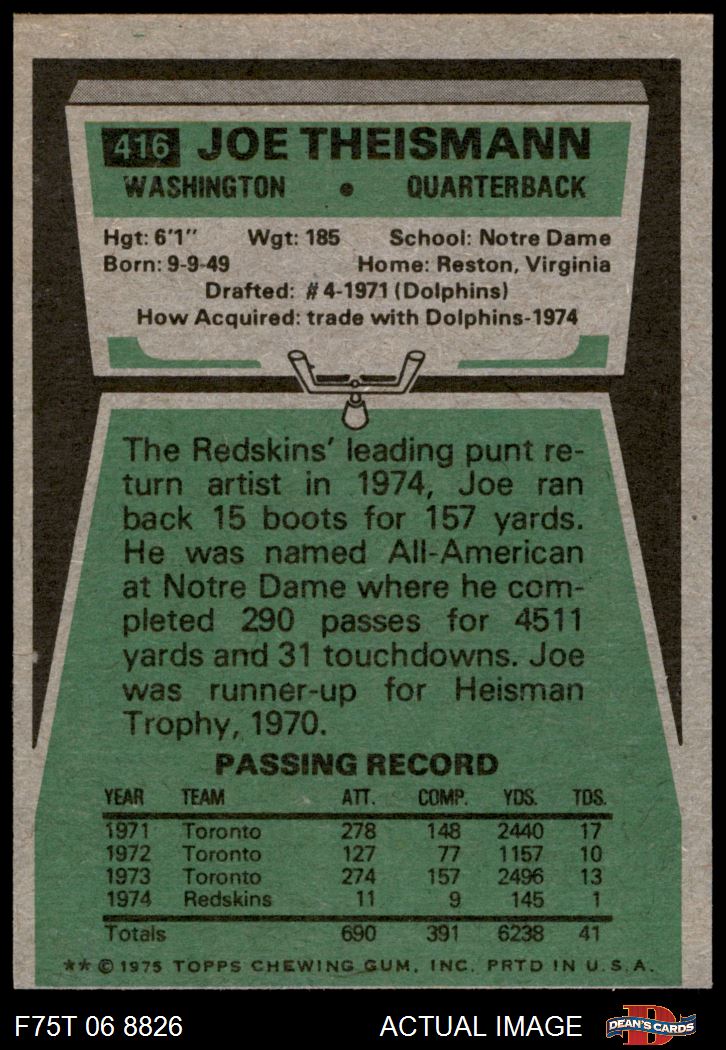 416 JOE THEISMANN
WASHINGTON • QUARTERBACK
Hgt: 6'1" Wgt: 185 School: Notre Dame
Born: 9-9-49 Home: Reston, Virginia
Drafted: #4-1971 (Dolphins)
How Acquired: trade with Dolphins-1974
The Redskins' leading punt re-
turn artist in 1974, Joe ran
back 15 boots for 157 yards.
He was named All-American
at Notre Dame where he com-
pleted 290 passes for 4511
yards and 31 touchdowns. Joe
was runner-up for Heisman
Trophy, 1970.
PASSING RECORD
YEAR TEAM ATT. COMP. YDS. TDS.
1971 Toronto 278 148 2440 17
1972 Toronto 127 77 1157 10
1973 Toronto 274 157 2496 13
1974 Redskins 11 9 145 1
Totals 690 391 6238 41
** © 1975 TOPPS CHEWING GUM, INC. PRTD IN U.S.A.
F75T 06 8826 ACTUAL IMAGE D DEAN'S CARDS